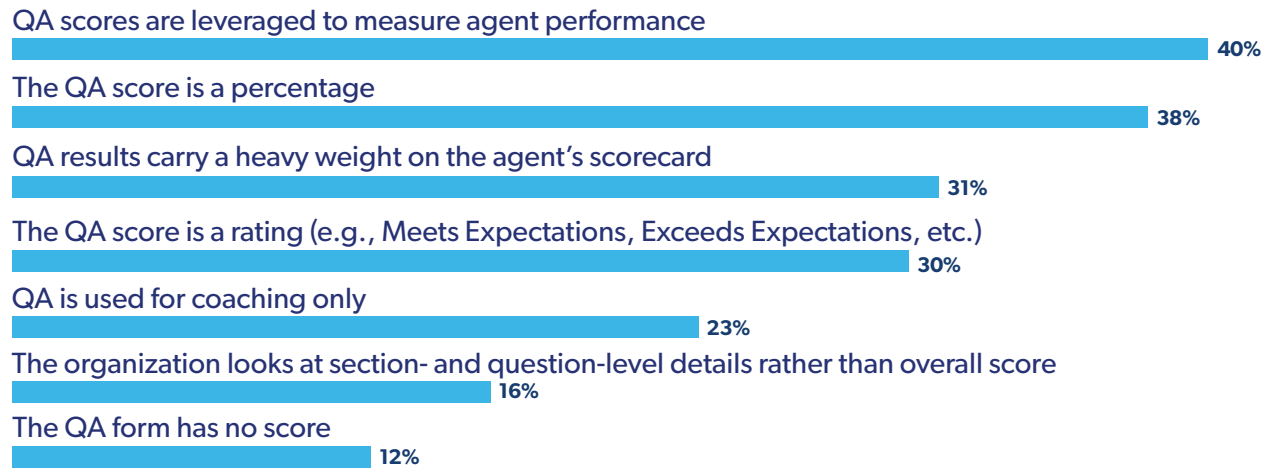 QA scores are leveraged to measure agent performance
40%
The QA score is a percentage
38%
QA results carry a heavy weight on the agent’s scorecard
31%
The QA score is a rating (e.g., Meets Expectations, Exceeds Expectations, etc.)
30%
QA is used for coaching only
23%
The organization looks at section- and question-level details rather than overall score
16%
The QA form has no score
12%